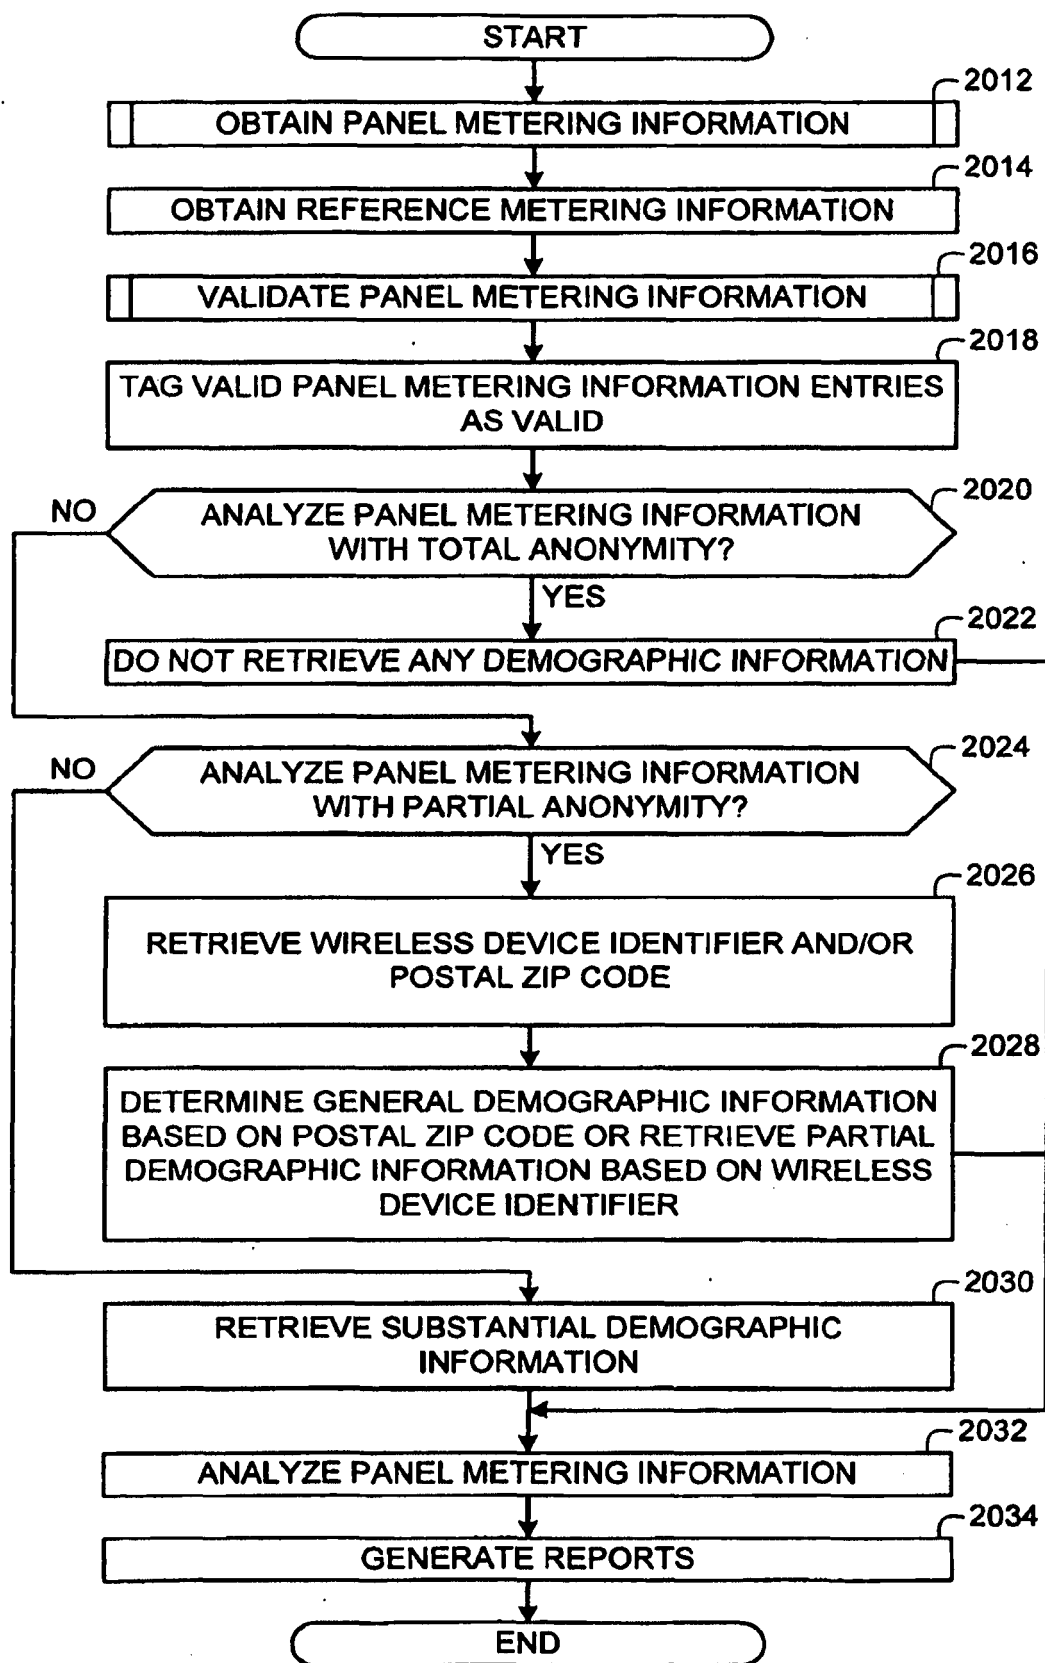 START
2012
OBTAIN PANEL METERING INFORMATION
2014
OBTAIN REFERENCE METERING INFORMATION
2016
VALIDATE PANEL METERING INFORMATION
2018
TAG VALID PANEL METERING INFORMATION ENTRIES
AS VALID
2020
NO
ANALYZE PANEL METERING INFORMATION
WITH TOTAL ANONYMITY?
YES
2022
DO NOT RETRIEVE ANY DEMOGRAPHIC INFORMATION
2024
NO
ANALYZE PANEL METERING INFORMATION
WITH PARTIAL ANONYMITY?
YES
2026
RETRIEVE WIRELESS DEVICE IDENTIFIER AND/OR
POSTAL ZIP CODE
2028
DETERMINE GENERAL DEMOGRAPHIC INFORMATION
BASED ON POSTAL ZIP CODE OR RETRIEVE PARTIAL
DEMOGRAPHIC INFORMATION BASED ON WIRELESS
DEVICE IDENTIFIER
2030
RETRIEVE SUBSTANTIAL DEMOGRAPHIC
INFORMATION
2032
ANALYZE PANEL METERING INFORMATION
2034
GENERATE REPORTS
END